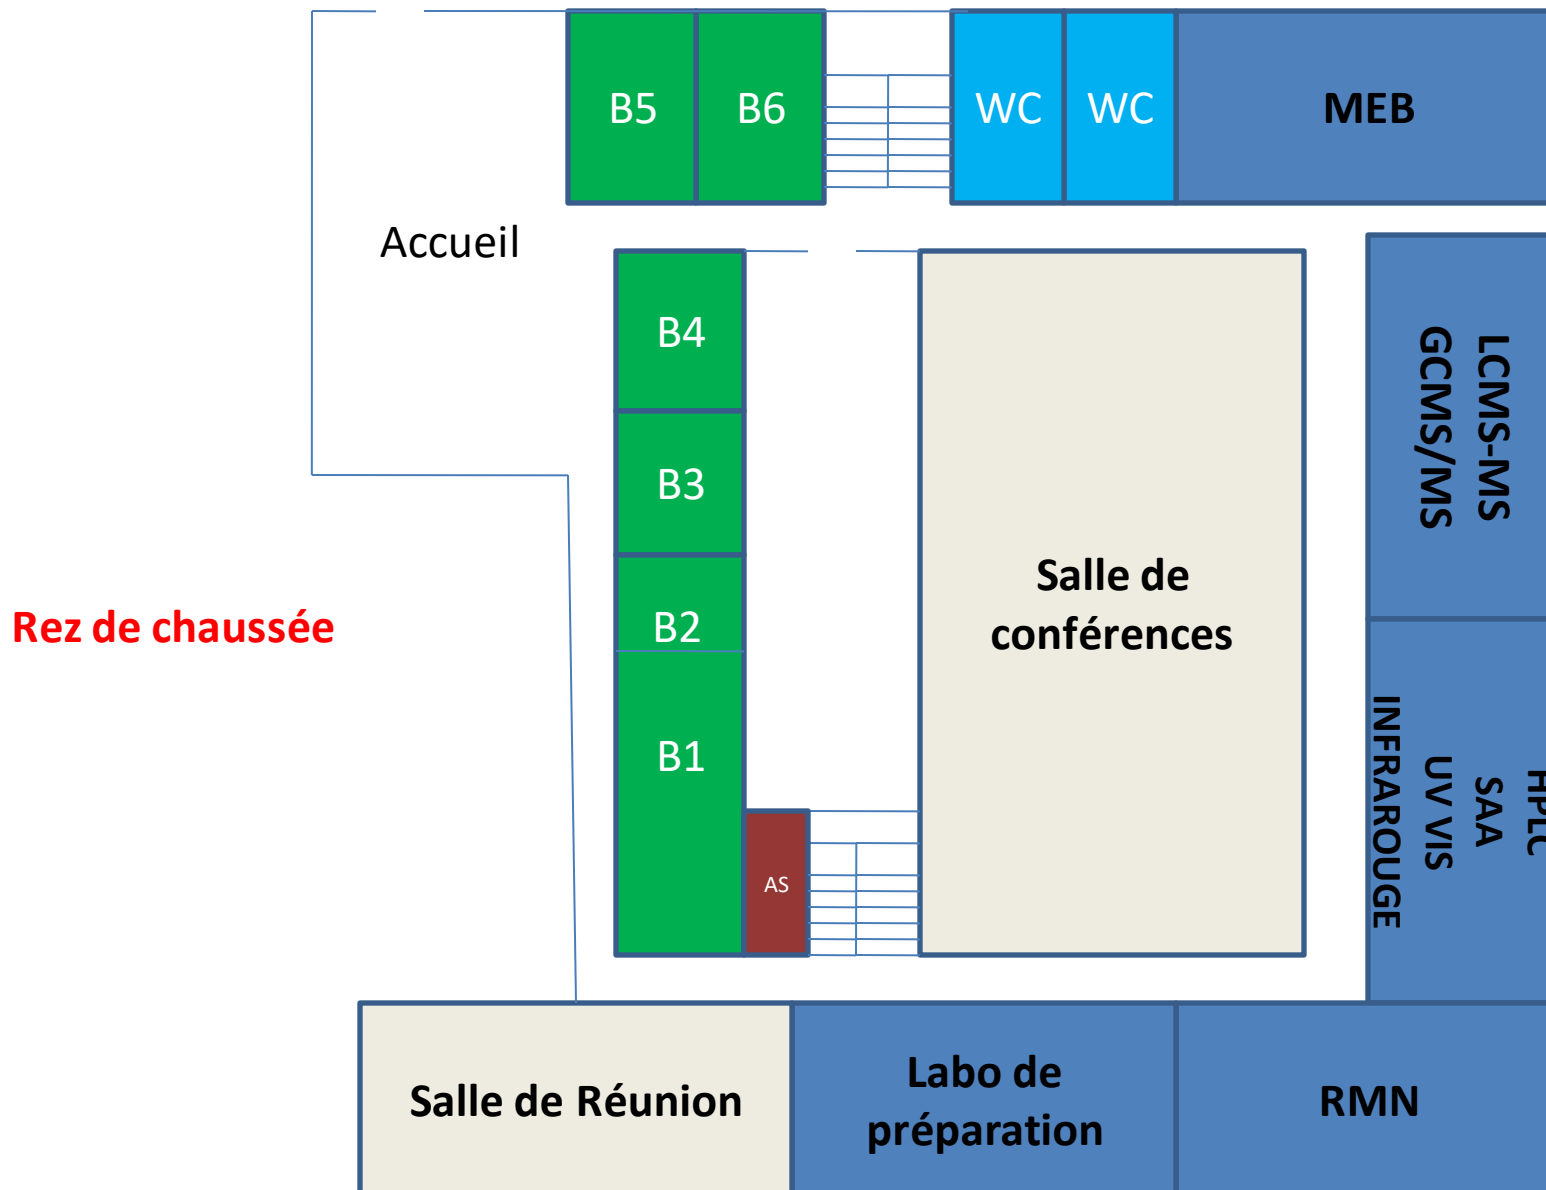 B5
B6
WC
WC
MEB
Accueil
B4
B3
B2
B1
AS
LCMS-MS
GCMS/MS
Salle de
conférences
Rez de chaussée
HPLC
SAA
UV VIS
INFRAROUGE
Salle de Réunion
Labo de
préparation
RMN